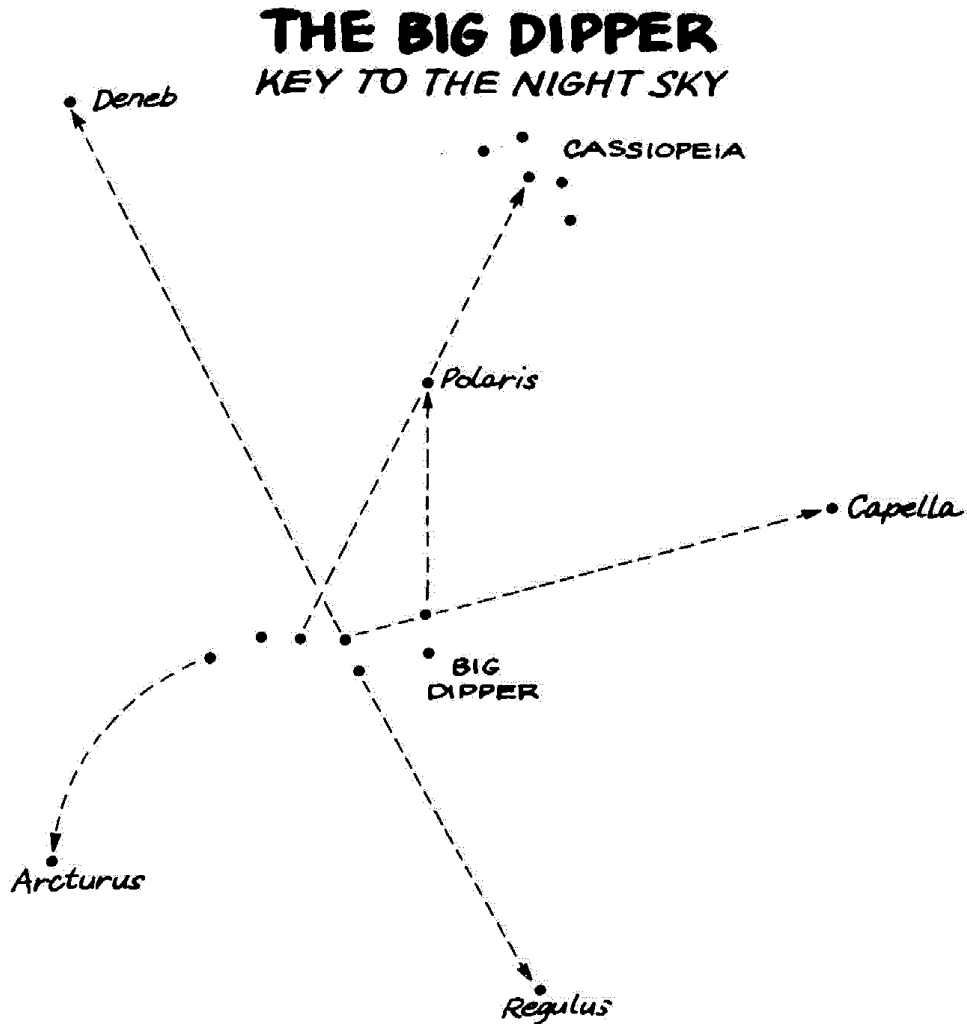 THE BIG DIPPER
KEY TO THE NIGHT SKY
Deneb
CASSIOPEIA
Polaris
Capella
BIG
DIPPER
Arcturus
Regulus